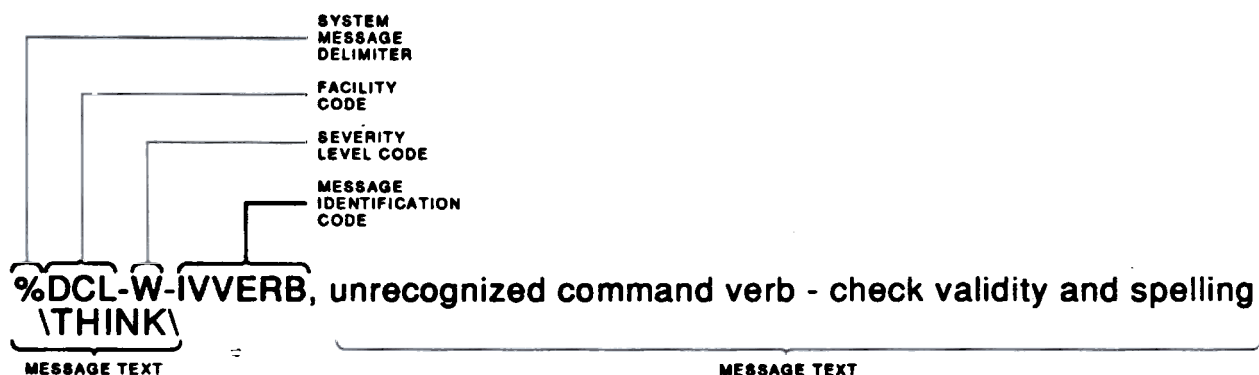 SYSTEM
MESSAGE
DELIMITER
FACILITY
CODE
SEVERITY
LEVEL CODE
MESSAGE
IDENTIFICATION
CODE
%DCL-W-IVVERB, unrecognized command verb - check validity and spelling
\THINK\
MESSAGE TEXT
MESSAGE TEXT